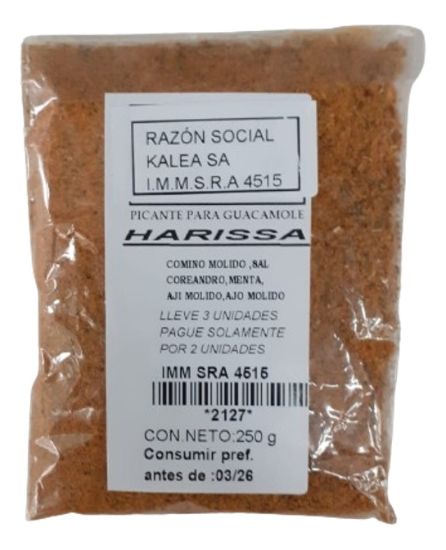 RAZÓN SOCIAL
KALEA SA
I.M.M.S.R.A 4515
PICANTE PARA GUACAMOLE
HARISSA
COMINO MOLIDO ,SAL
COREANDRO,MENTA,
AJI MOLIDO,AJO MOLIDO
LLEVE 3 UNIDADES
PAGUE SOLAMENTE
POR 2 UNIDADES
IMM SRA 4515
*2127*
CON.NETO:250 g
Consumir pref.
antes de :03/26